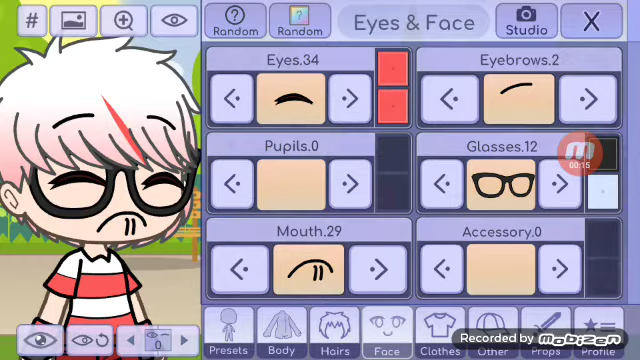 #
?
Random
?
Random
Eyes & Face
Studio
X
Eyes.34
Eyebrows.2
Pupils.0
Glasses.12
M
00:15
Mouth.29
Accessory.0
0
Presets
Body
Hairs
Face
Clothes
Other
Props
Profile
Recorded by
Mobizen